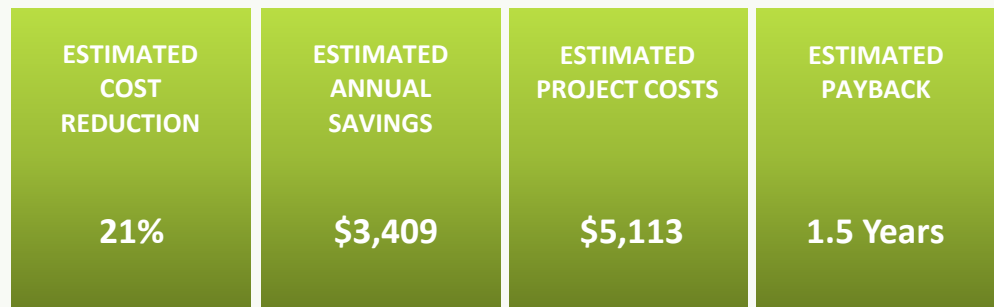 ESTIMATED
COST
REDUCTION
21%
ESTIMATED
ANNUAL
SAVINGS
$3,409
ESTIMATED
PROJECT COSTS
$5,113
ESTIMATED
PAYBACK
1.5 Years